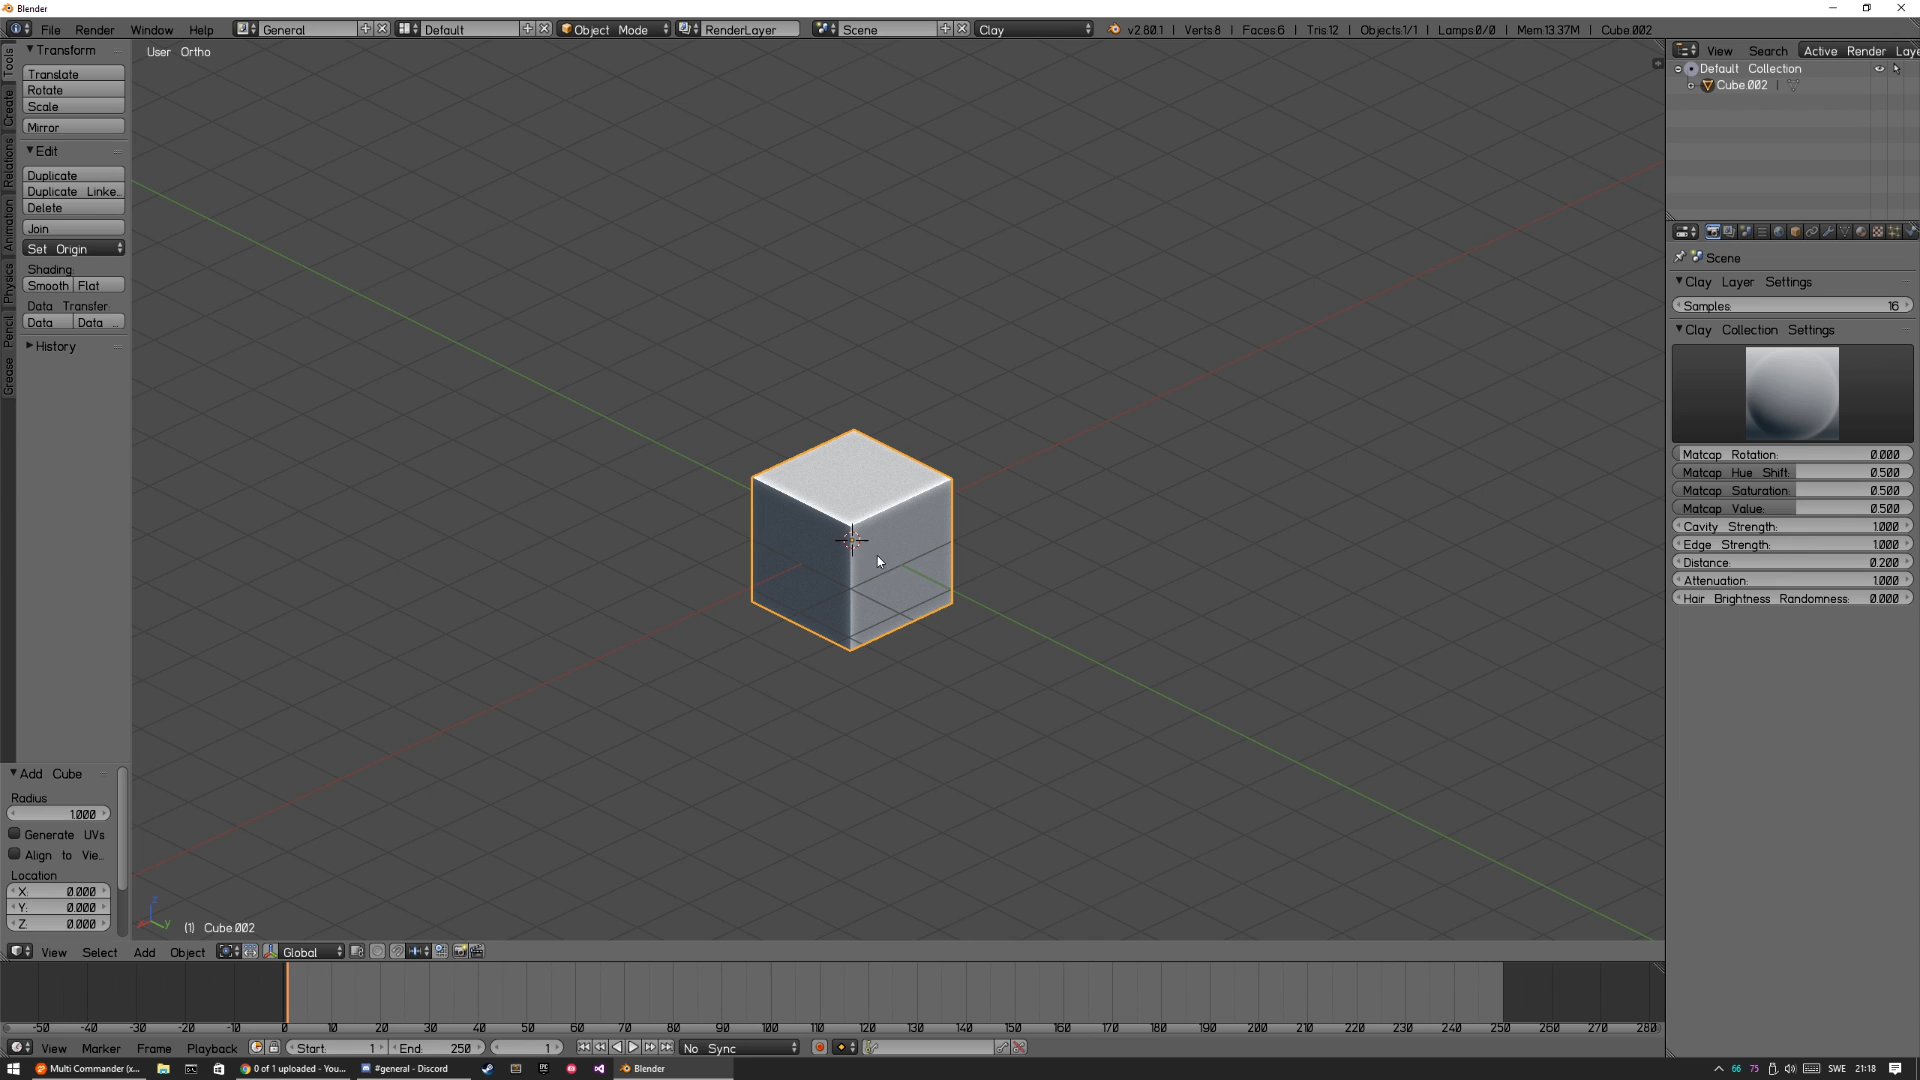 Blender
File Render Window Help General Default Object Mode RenderLayer Scene Clay v2.80.1 | Verts:8 | Faces:6 | Tris:12 | Objects:1/1 | Lamps:0/0 | Mem:13.37M | Cube.002
Tools
Create
Relations
Animation
Physics
Grease Pencil
Transform
Translate
Rotate
Scale
Mirror
Edit
Duplicate
Duplicate Linke..
Delete
Join
Set Origin
Shading:
Smooth Flat
Data Transfer:
Data Data ..
History
Add Cube
Radius
1.000
Generate UVs
Align to Vie..
Location
X: 0.000
Y: 0.000
Z: 0.000
User Ortho
z
y
(1) Cube.002
View Search Active Render Laye
Default Collection
Cube.002 |
Scene
Clay Layer Settings
Samples: 16
Clay Collection Settings
Matcap Rotation: 0.000
Matcap Hue Shift: 0.500
Matcap Saturation: 0.500
Matcap Value: 0.500
Cavity Strength: 1.000
Edge Strength: 1.000
Distance: 0.200
Attenuation: 1.000
Hair Brightness Randomness: 0.000
View Select Add Object Global
-50 -40 -30 -20 -10 0 10 20 30 40 50 60 70 80 90 100 110 120 130 140 150 160 170 180 190 200 210 220 230 240 250 260 270 280
View Marker Frame Playback Start: 1 End: 250 1 No Sync
Multi Commander (x... 0 of 1 uploaded - You... #general - Discord Blender 66 75 SWE 21:18